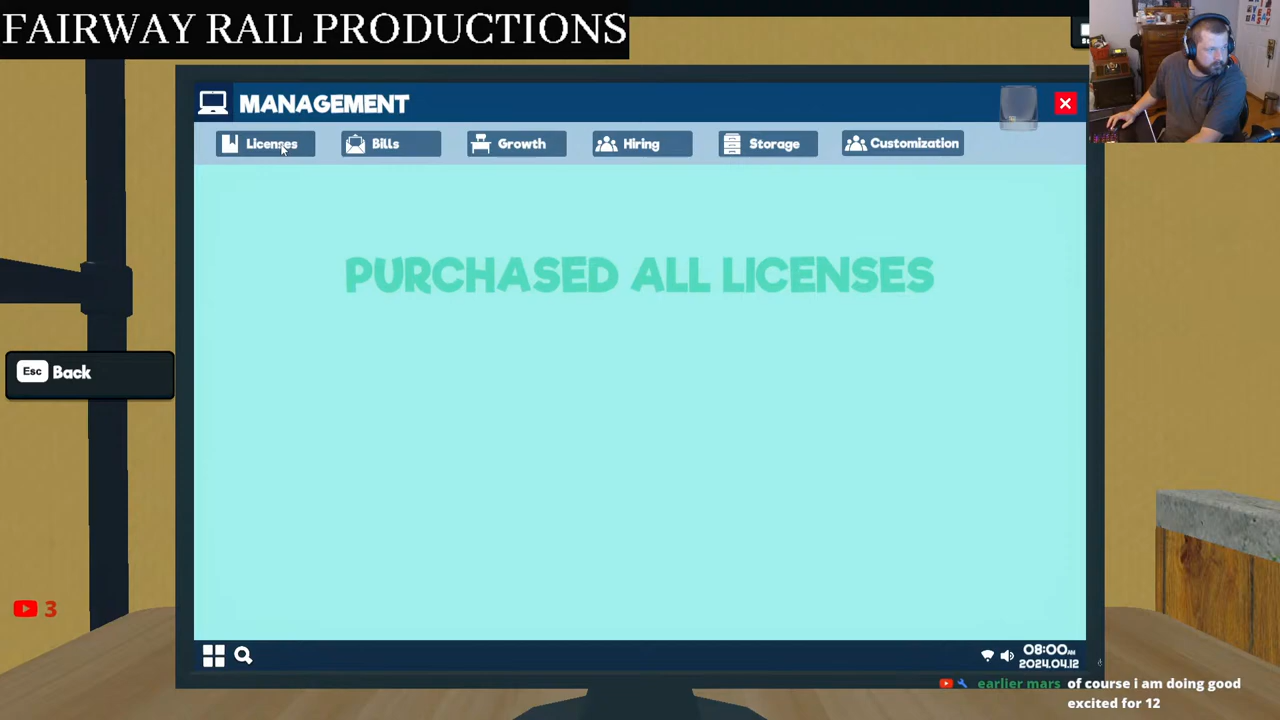 FAIRWAY RAIL PRODUCTIONS
MANAGEMENT
Licenses Bills Growth Hiring Storage Customization
PURCHASED ALL LICENSES
Esc Back
3
08:00AM
2024.04.12
earlier mars of course i am doing good
excited for 12